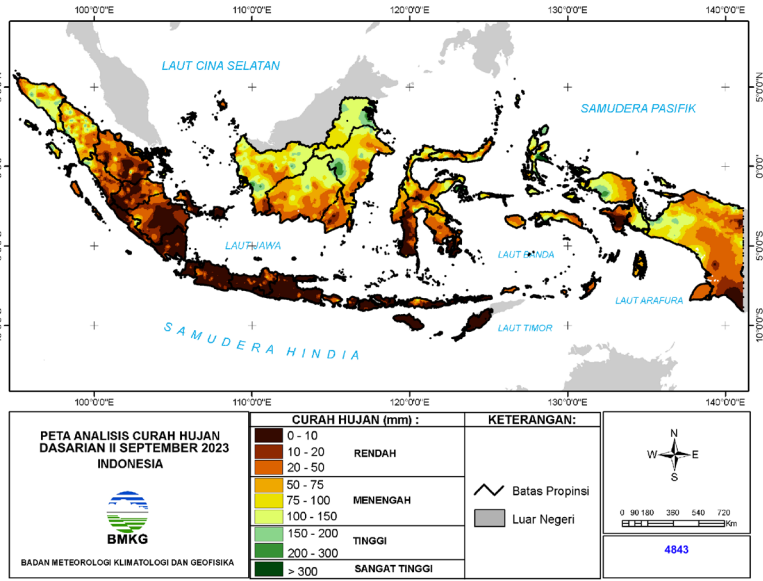 100°0'0"E 110°0'0"E 120°0'0"E 130°0'0"E 140°0'0"E
LAUT CINA SELATAN
SAMUDERA PASIFIK
5°0'0"N
0°0'0"
LAUT JAWA
LAUT BANDA
5°0'0"S
LAUT ARAFURA
SAMUDERA HINDIA
LAUT TIMOR
10°0'0"S
100°0'0"E 110°0'0"E 120°0'0"E 130°0'0"E 140°0'0"E
PETA ANALISIS CURAH HUJAN
DASARIAN II SEPTEMBER 2023
INDONESIA
BMKG
BADAN METEOROLOGI KLIMATOLOGI DAN GEOFISIKA
CURAH HUJAN (mm) :
0 - 10
10 - 20 RENDAH
20 - 50
50 - 75
75 - 100 MENENGAH
100 - 150
150 - 200 TINGGI
200 - 300
> 300 SANGAT TINGGI
KETERANGAN:
Batas Propinsi
Luar Negeri
N
W E
S
0 90 180 360 540 720
Km
4843